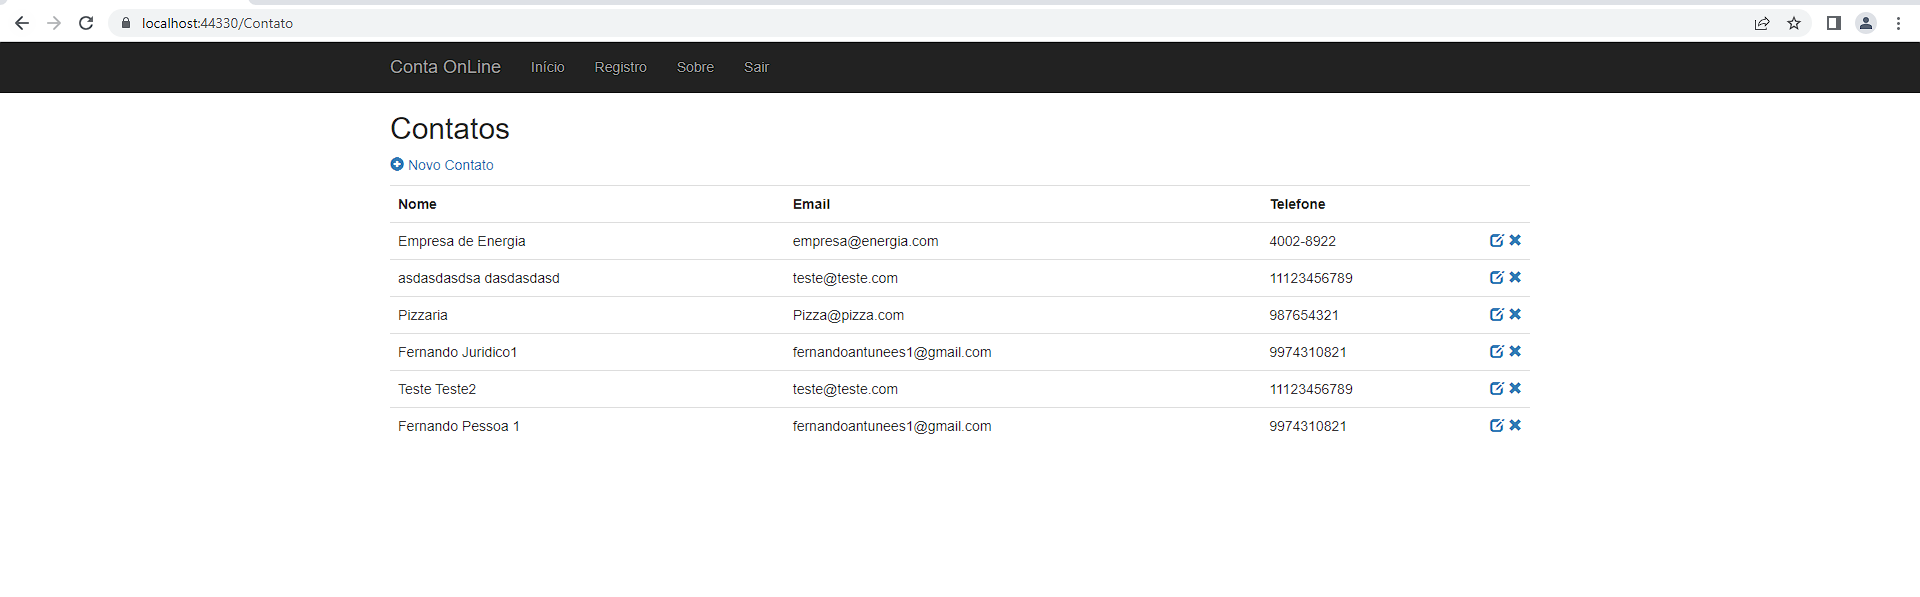 localhost:44330/Contato
Conta OnLine Início Registro Sobre Sair
Contatos
Novo Contato
Nome Email Telefone
Empresa de Energia empresa@energia.com 4002-8922
asdasdasdsa dasdasdasd teste@teste.com 11123456789
Pizzaria Pizza@pizza.com 987654321
Fernando Juridico1 fernandoantunees1@gmail.com 9974310821
Teste Teste2 teste@teste.com 11123456789
Fernando Pessoa 1 fernandoantunees1@gmail.com 9974310821